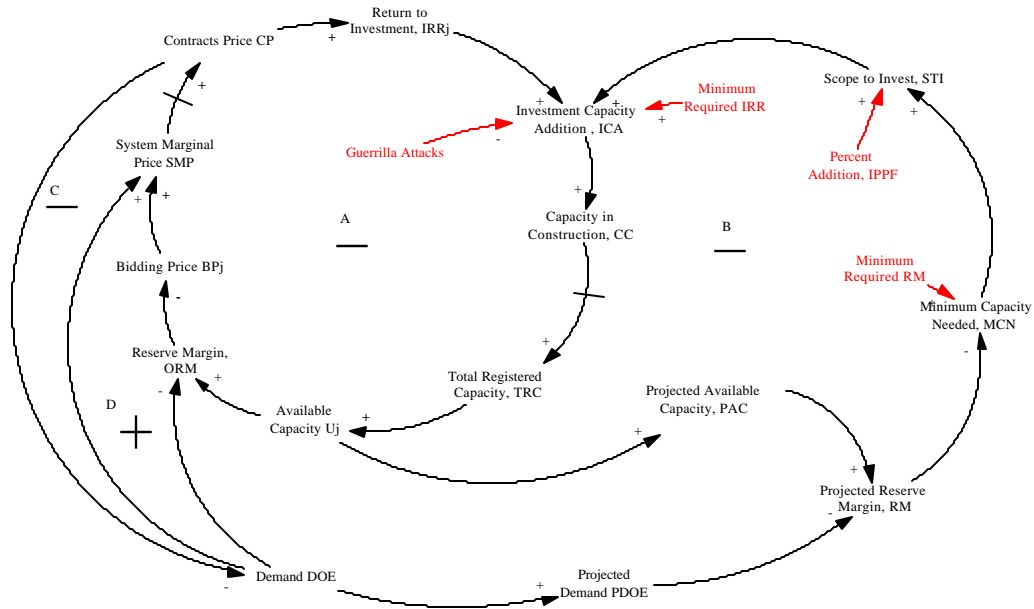 Return to
Investment, IRRj
Contracts Price CP
+
+
Scope to Invest, STI
Minimum
Required IRR
+
+
+
+
+
Investment Capacity
Addition , ICA
+
-
Guerrilla Attacks
System Marginal
Price SMP
Percent
Addition, IPPF
C
+
+
+
A
Capacity in
Construction, CC
B
Bidding Price BPj
-
Minimum
Required RM
+
Minimum Capacity
Needed, MCN
-
Reserve Margin,
ORM
+
-
+
Total Registered
Capacity, TRC
Projected Available
Capacity, PAC
D
Available
Capacity Uj
+
+
+
Projected Reserve
Margin, RM
-
Demand DOE
-
+
Projected
Demand PDOE